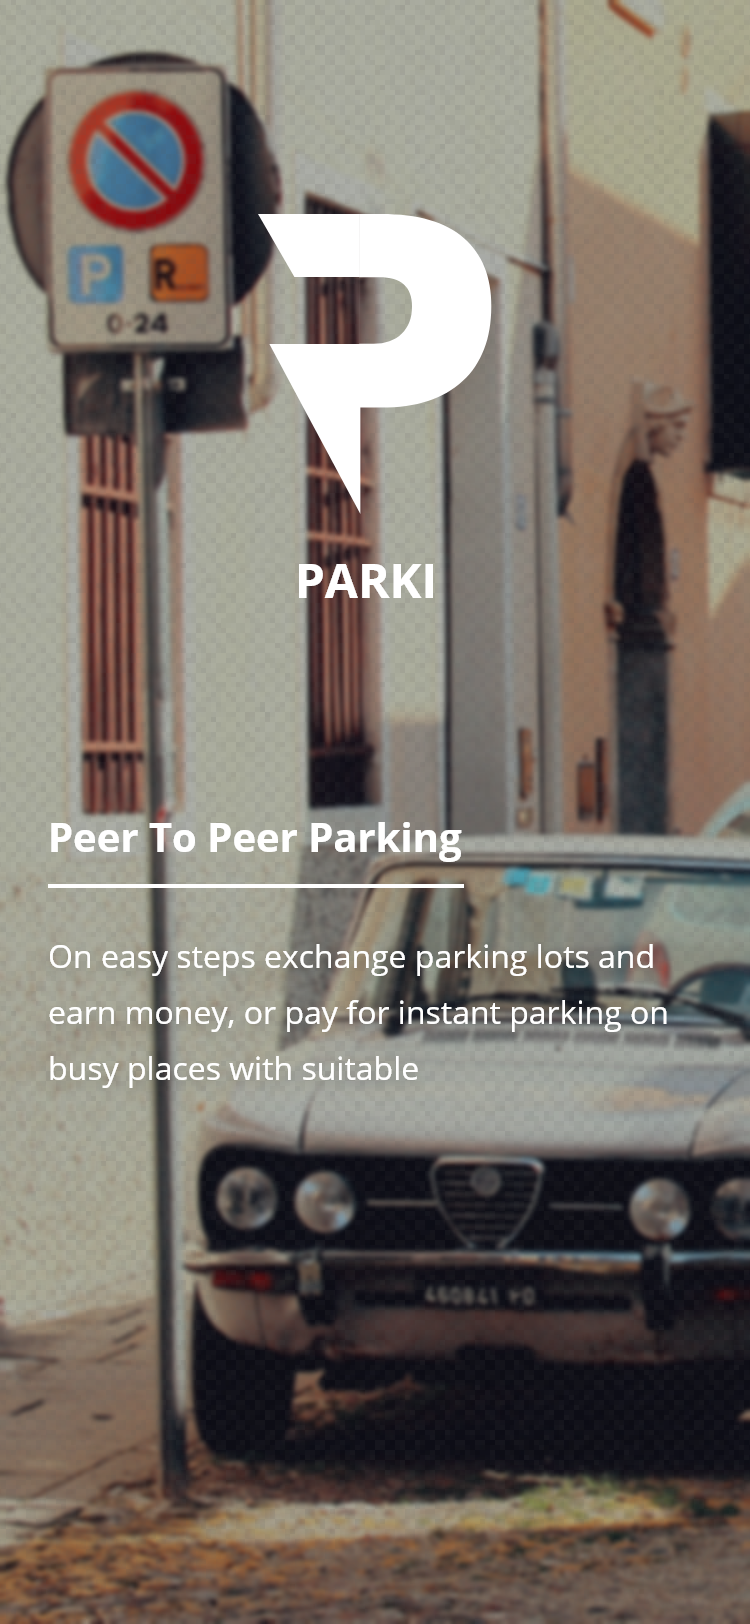 P R
0-24
PARKI
Peer To Peer Parking
On easy steps exchange parking lots and
earn money, or pay for instant parking on
busy places with suitable